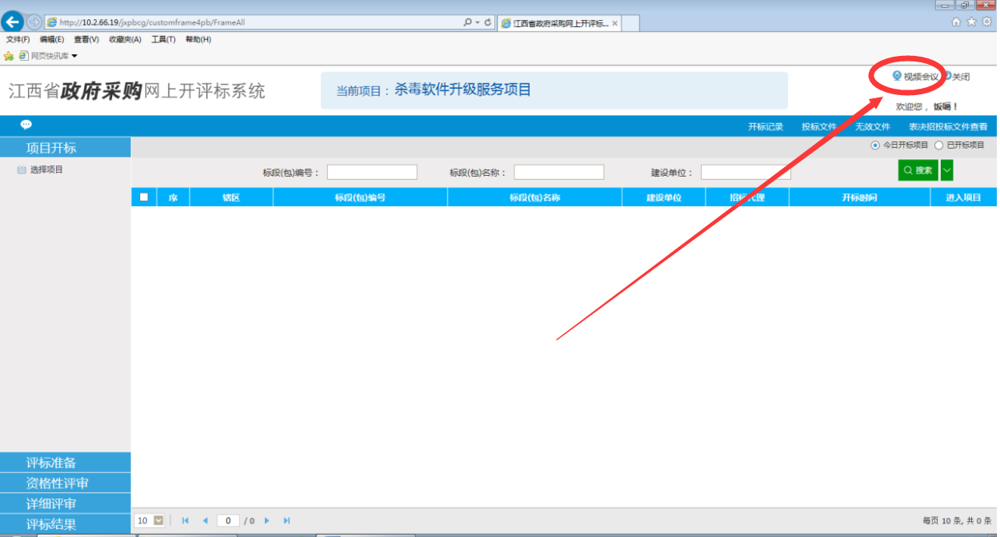 http://10.2.66.19/jxpbcg/customframe4pb/FrameAll
江西省政府采购网上开评标...
文件(F) 编辑(E) 查看(V) 收藏夹(A) 工具(T) 帮助(H)
网页快讯库
江西省政府采购网上开评标系统
当前项目：杀毒软件升级服务项目
视频会议 关闭
欢迎您，
开标记录 投标文件 无效文件 表决招投标文件查看
项目开标
今日开标项目 已开标项目
选择项目
标段(包)编号： 标段(包)名称： 建设单位： 搜索
序 辖区 标段(包)编号 标段(包)名称 建设单位 招标代理 开标时间 进入项目
评标准备
资格性评审
详细评审
评标结果
10 0 / 0 每页 10 条, 共 0 条